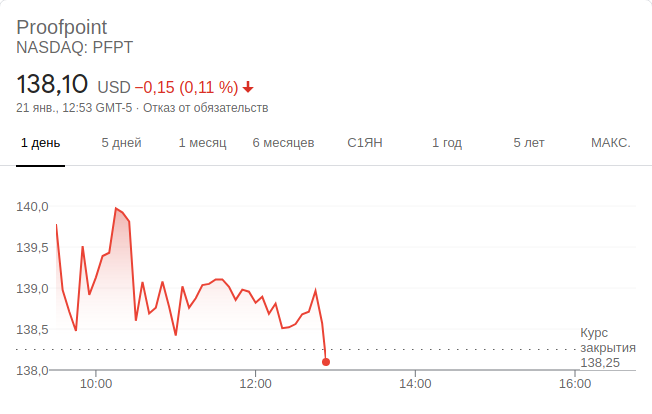 Proofpoint
NASDAQ: PFPT
138,10 USD −0,15 (0,11 %)
21 янв., 12:53 GMT-5 · Отказ от обязательств
1 день 5 дней 1 месяц 6 месяцев С1ЯН 1 год 5 лет МАКС.
140,0
139,5
139,0
138,5
138,0
Курс
закрытия
138,25
10:00 12:00 14:00 16:00